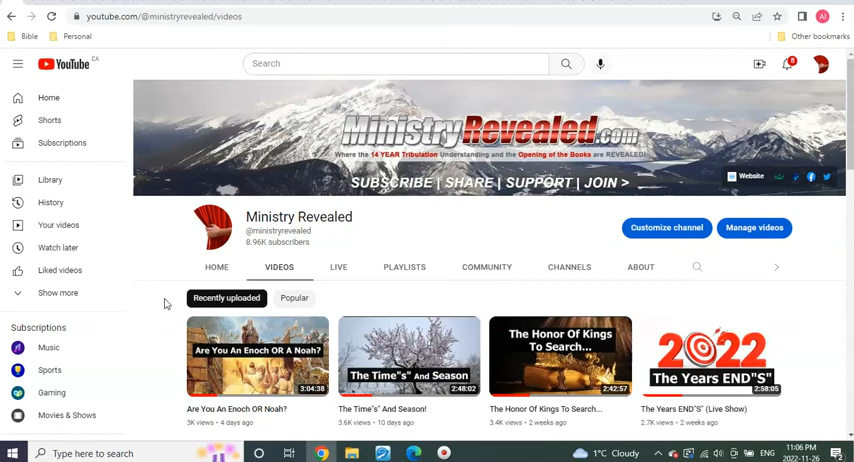 youtube.com/@ministryrevealed/videos
Al
Bible
Personal
Other bookmarks
YouTube CA
Search
8
Home
Shorts
Subscriptions
Library
History
Your videos
Watch later
Liked videos
Show more
Subscriptions
Music
Sports
Gaming
Movies & Shows
MinistryRevealed.com
Where the 14 YEAR Tribulation Understanding and the Opening of the Books are REVEALED!
SUBSCRIBE | SHARE | SUPPORT | JOIN >
Website
Ministry Revealed
@ministryrevealed
8.96K subscribers
Customize channel
Manage videos
HOME
VIDEOS
LIVE
PLAYLISTS
COMMUNITY
CHANNELS
ABOUT
Recently uploaded
Popular
Are You An Enoch OR A Noah?
3:04:38
Are You An Enoch OR Noah?
3K views • 4 days ago
The Time"s" And Season
2:48:02
The Time"s" And Season!
3.6K views • 10 days ago
The Honor Of Kings
To Search...
2:42:57
The Honor Of Kings To Search...
3.4K views • 2 weeks ago
2022
The Years END"S"
2:58:05
The Years END"S" (Live Show)
2.7K views • 2 weeks ago
Type here to search
1°C Cloudy
ENG
11:06 PM
2022-11-26
2